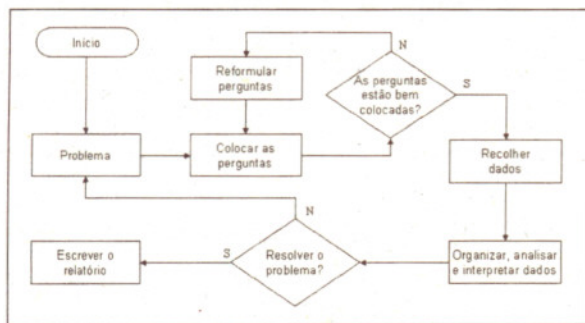 Início
N
Reformular
perguntas
As perguntas
estão bem
colocadas?
S
Problema
Colocar as
perguntas
Recolher
dados
N
Escrever o
relatório
S
Resolver o
problema?
Organizar, analisar
e interpretar dados